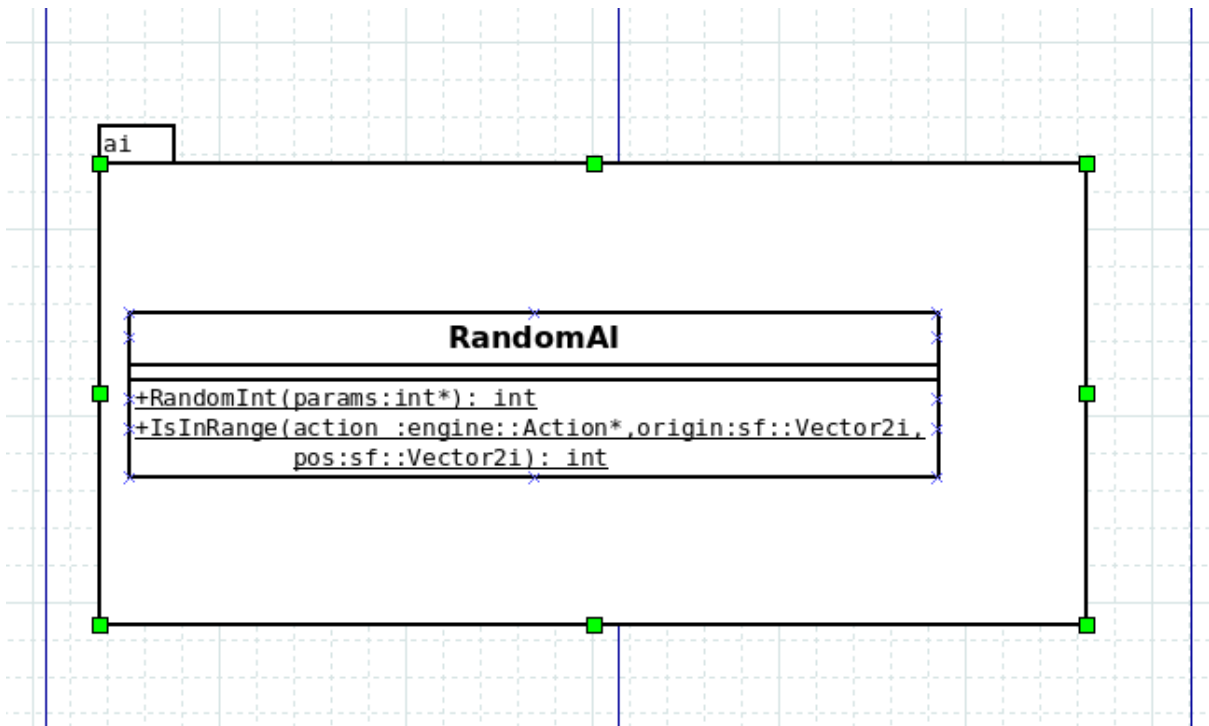 ai
RandomAI
+RandomInt(params:int*): int
+IsInRange(action :engine::Action*,origin:sf::Vector2i,
pos:sf::Vector2i): int